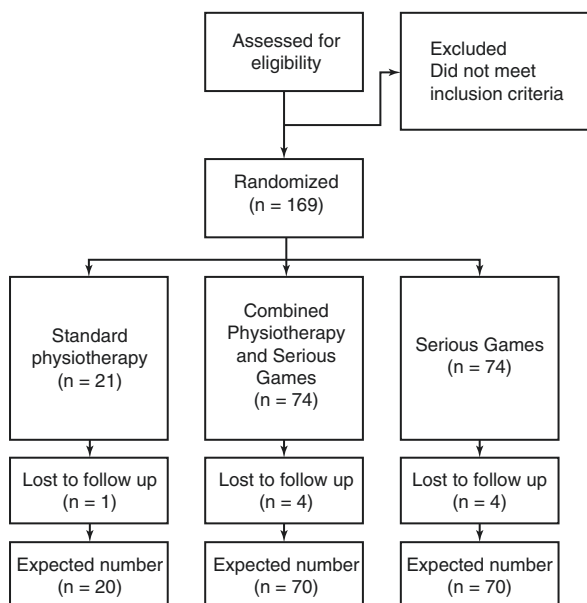 Assessed for
eligibility
Excluded
Did not meet
inclusion criteria
Randomized
(n = 169)
Standard
physiotherapy
(n = 21)
Combined
Physiotherapy
and Serious
Games
(n = 74)
Serious Games
(n = 74)
Lost to follow up
(n = 1)
Lost to follow up
(n = 4)
Lost to follow up
(n = 4)
Expected number
(n = 20)
Expected number
(n = 70)
Expected number
(n = 70)